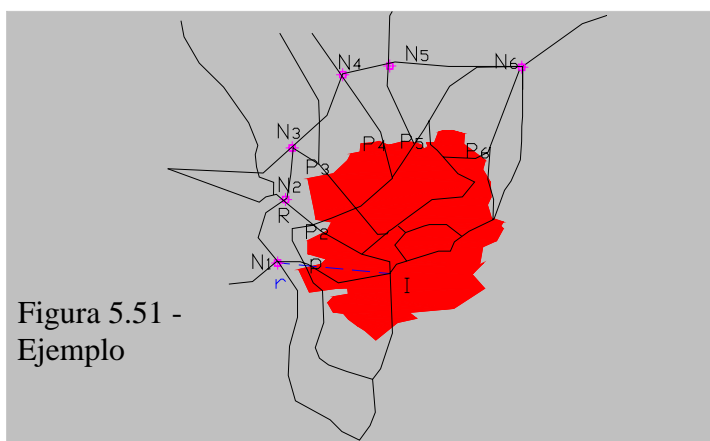 N4
N5
N6
N3
P4
P5
P6
P3
N2
R
P2
N1
P
r
I
Figura 5.51 -
Ejemplo